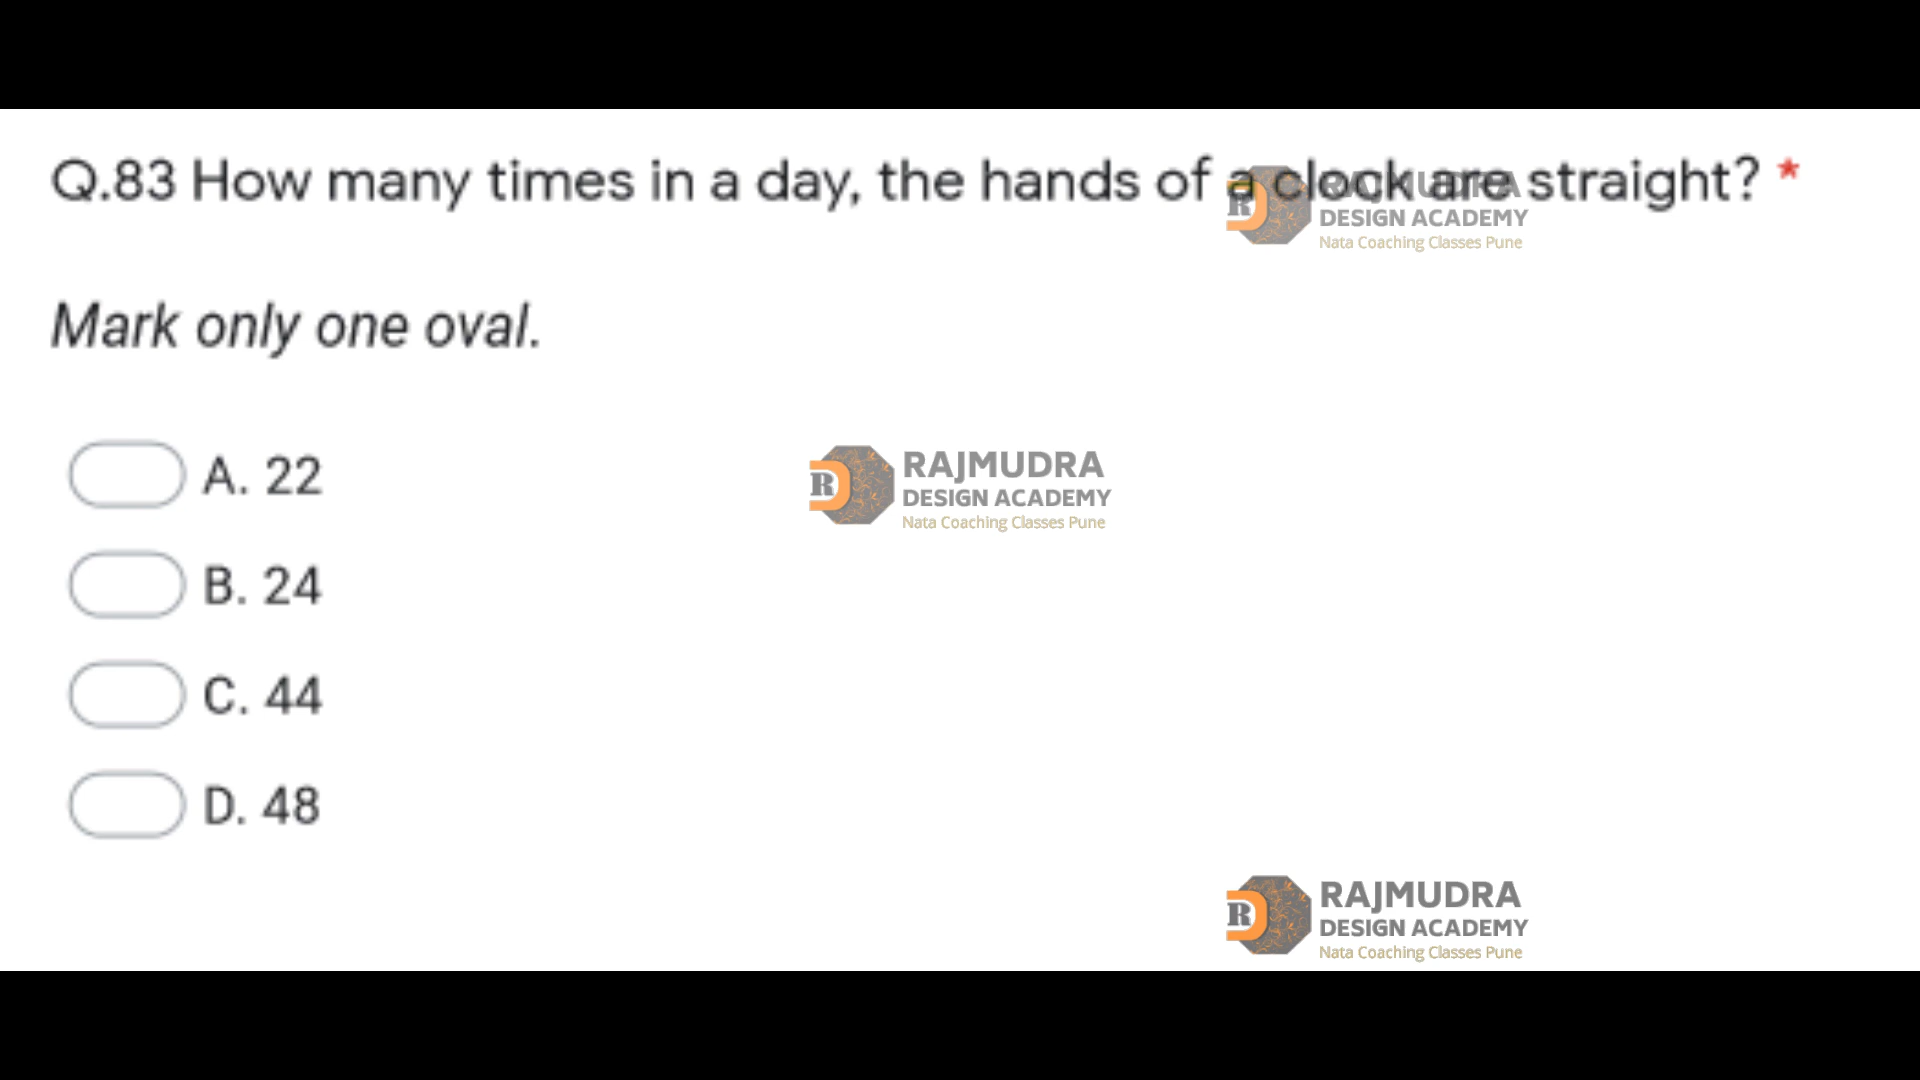 Q.83 How many times in a day, the hands of a clock are straight? *
RAJMUDRA
DESIGN ACADEMY
Nata Coaching Classes Pune
Mark only one oval.
A. 22
R
RAJMUDRA
DESIGN ACADEMY
Nata Coaching Classes Pune
B. 24
C. 44
D. 48
R
RAJMUDRA
DESIGN ACADEMY
Nata Coaching Classes Pune